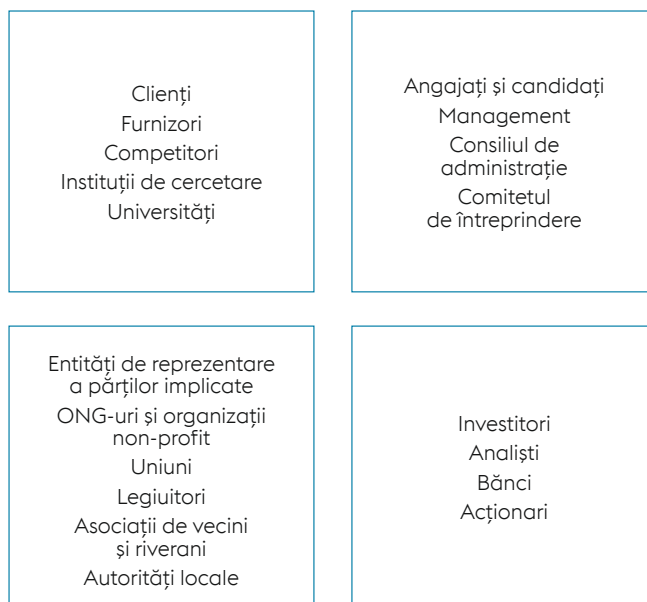 Clienți
Furnizori
Competitori
Instituții de cercetare
Universități
Angajați și candidați
Management
Consiliul de
administrație
Comitetul
de întreprindere
Entități de reprezentare
a părților implicate
ONG-uri și organizații
non-profit
Uniuni
Legiuitori
Asociații de vecini
și riverani
Autorități locale
Investitori
Analiști
Bănci
Acționari